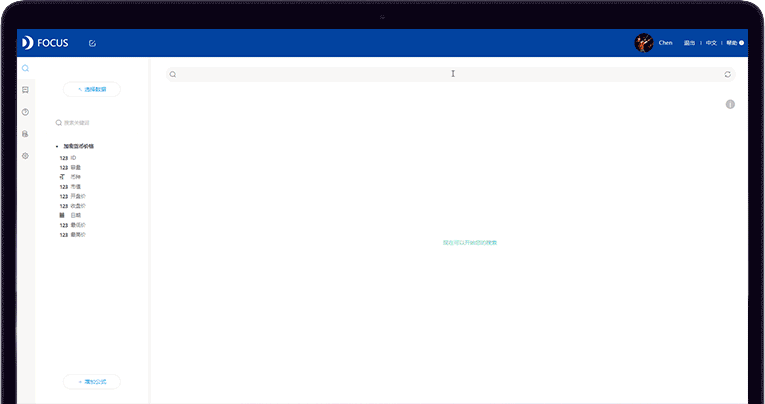 FOCUS
Chen 退出 中文 帮助
选择数据
搜索关键词
加密货币价格
123 ID
123 容量
T 币种
123 市值
123 开盘价
123 收盘价
日期
123 最低价
123 最高价
现在可以开始您的搜索
+ 增加公式